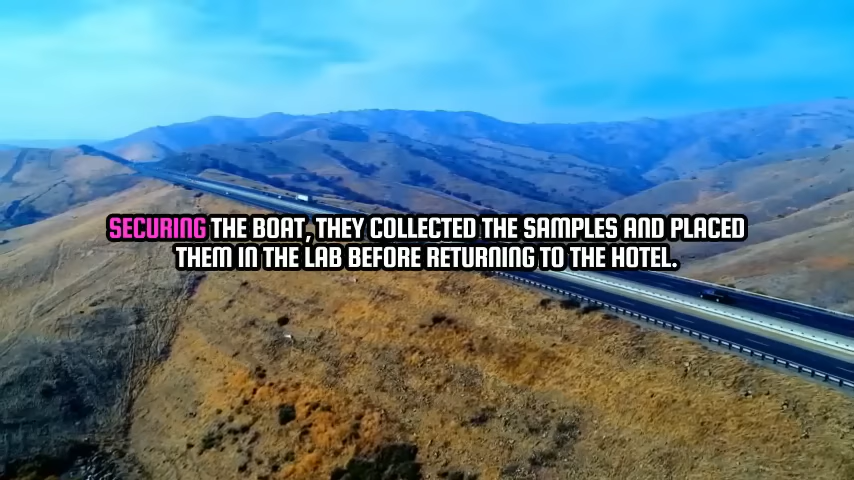 SECURING THE BOAT, THEY COLLECTED THE SAMPLES AND PLACED
THEM IN THE LAB BEFORE RETURNING TO THE HOTEL.